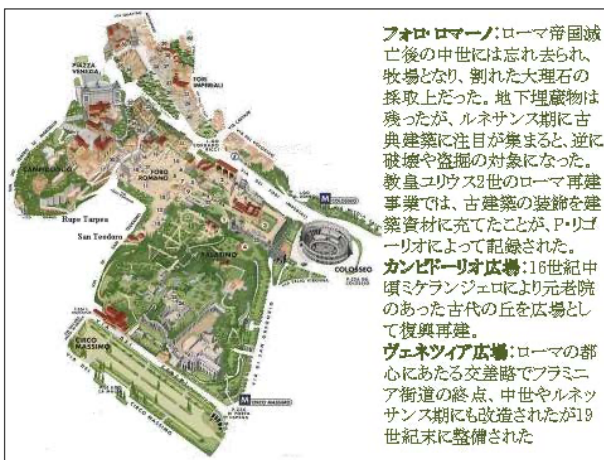 フォロ・ロマーノ：ローマ帝国滅
亡後の中世には忘れ去られ、
牧場となり、割れた大理石の
採取上だった。地下埋蔵物は
残ったが、ルネサンス期に古
典建築に注目が集まると、逆に
破壊や盗掘の対象になった。
教皇ユリウス2世のローマ再建
事業では、古建築の装飾を建
築資材に充てたことが、P・リゴ
ーリオによって記録された。
カンピドーリオ広場：16世紀中
頃ミケランジェロにより元老院
のあった古代の丘を広場とし
て復興再建。
ヴェネツィア広場：ローマの都
心にあたる交差路でフラミニ
ア街道の終点、中世やルネッ
サンス期にも改造されたが19
世紀末に整備された
PIAZZA
VENEZIA
FORI
IMPERIALI
CAMPIDOGLIO
FORO
ROMANO
Rupe Tarpea
San Teodoro
PALATINO
M COLOSSEO
COLOSSEO
CIRCO
MASSIMO
VIA DEI
CIRCO MASSIMO
M CIRCO MASSIMO
VIA DI SAN GREGORIO